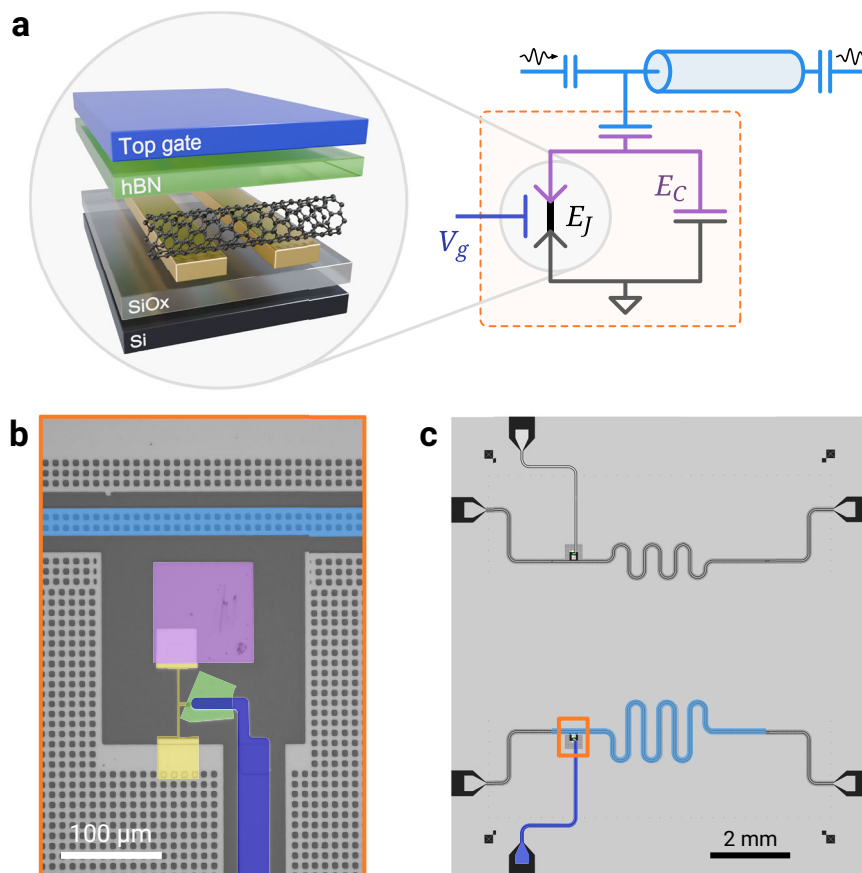 a
Top gate
hBN
SiOx
Si
V_g
E_J
E_C
b
100 μm
c
2 mm